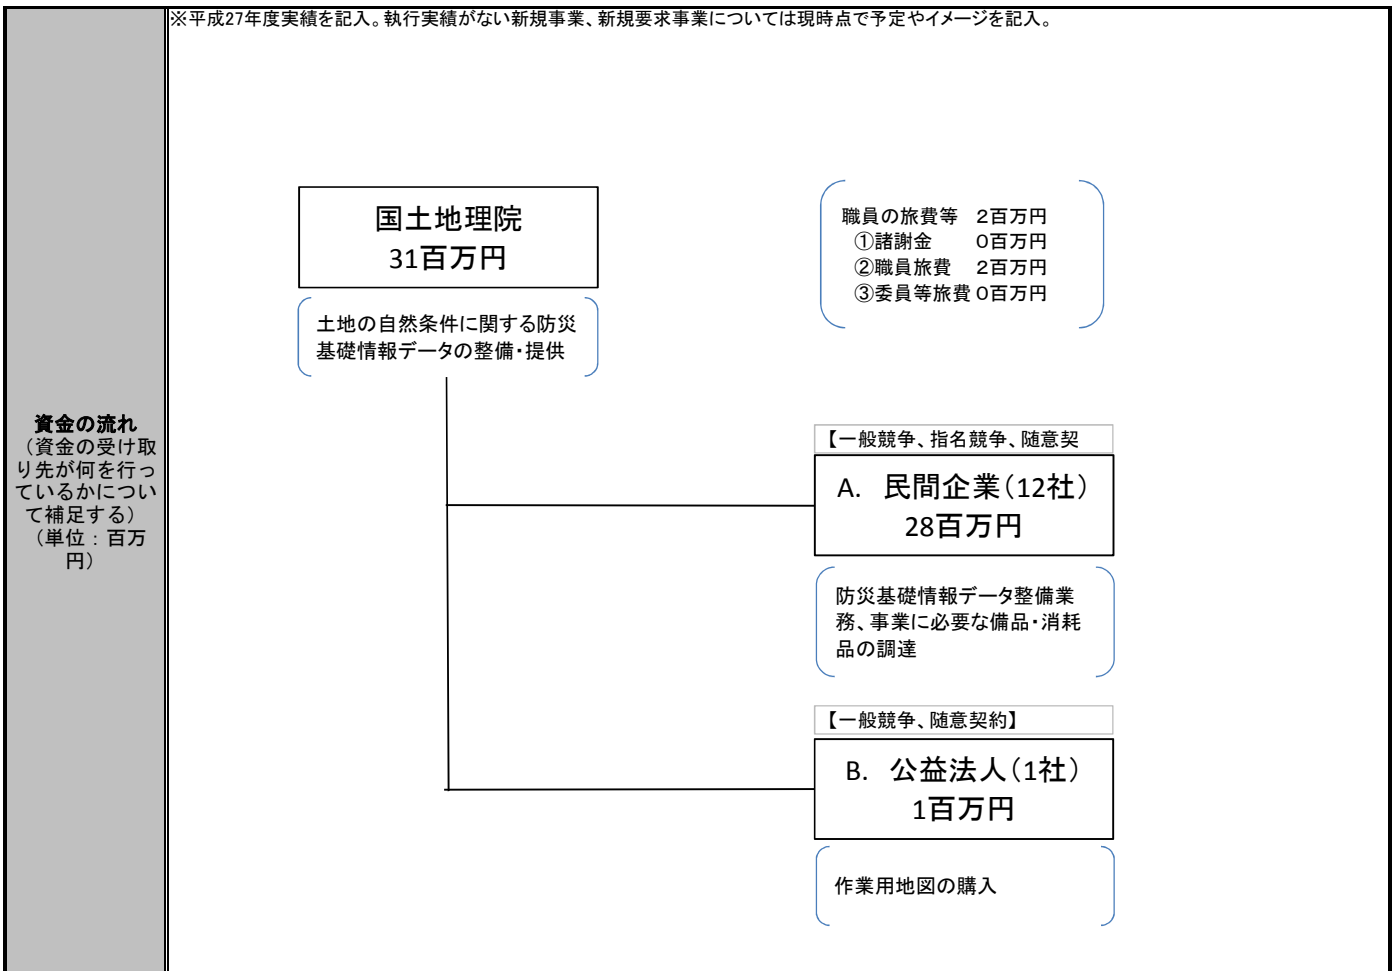 ※平成27年度実績を記入。執行実績がない新規事業、新規要求事業については現時点で予定やイメージを記入。
資金の流れ
（資金の受け取
り先が何を行っ
ているかについ
て補足する）
（単位：百万
円）
国土地理院
31百万円
土地の自然条件に関する防災
基礎情報データの整備・提供
職員の旅費等 2百万円
①諸謝金 0百万円
②職員旅費 2百万円
③委員等旅費 0百万円
【一般競争、指名競争、随意契
A. 民間企業（12社）
28百万円
防災基礎情報データ整備業
務、事業に必要な備品・消耗
品の調達
【一般競争、随意契約】
B. 公益法人（1社）
1百万円
作業用地図の購入